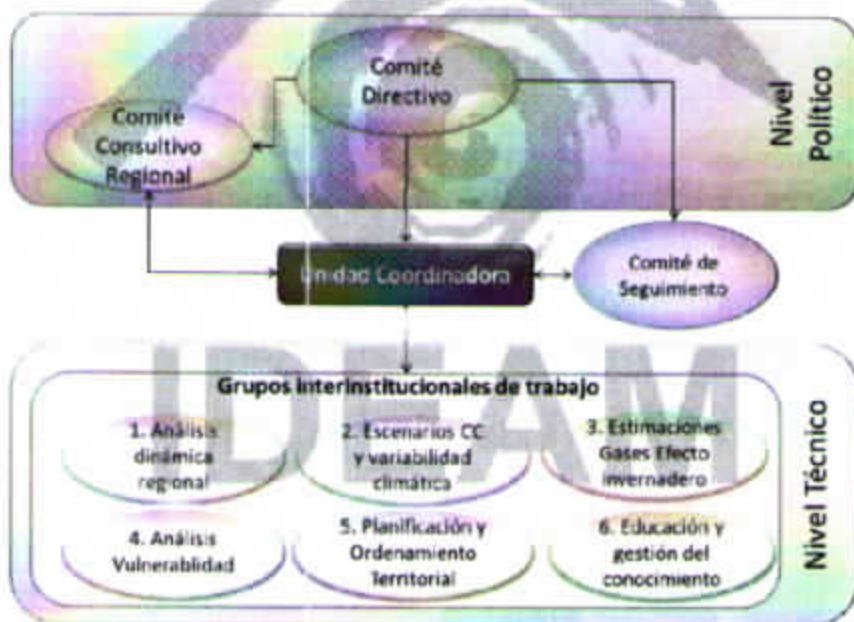 Comité
Directivo
Comité
Consultivo
Regional
Nivel
Político
Unidad Coordinadora
Comité de
Seguimiento
IDEAM
Grupos interinstitucionales de trabajo
1. Análisis
dinámica
regional
2. Escenarios CC
y variabilidad
climática
3. Estimaciones
Gases Efecto
invernadero
4. Análisis
Vulnerablidad
5. Planificación y
Ordenamiento
Territorial
6. Educación y
gestión del
conocimiento
Nivel Técnico